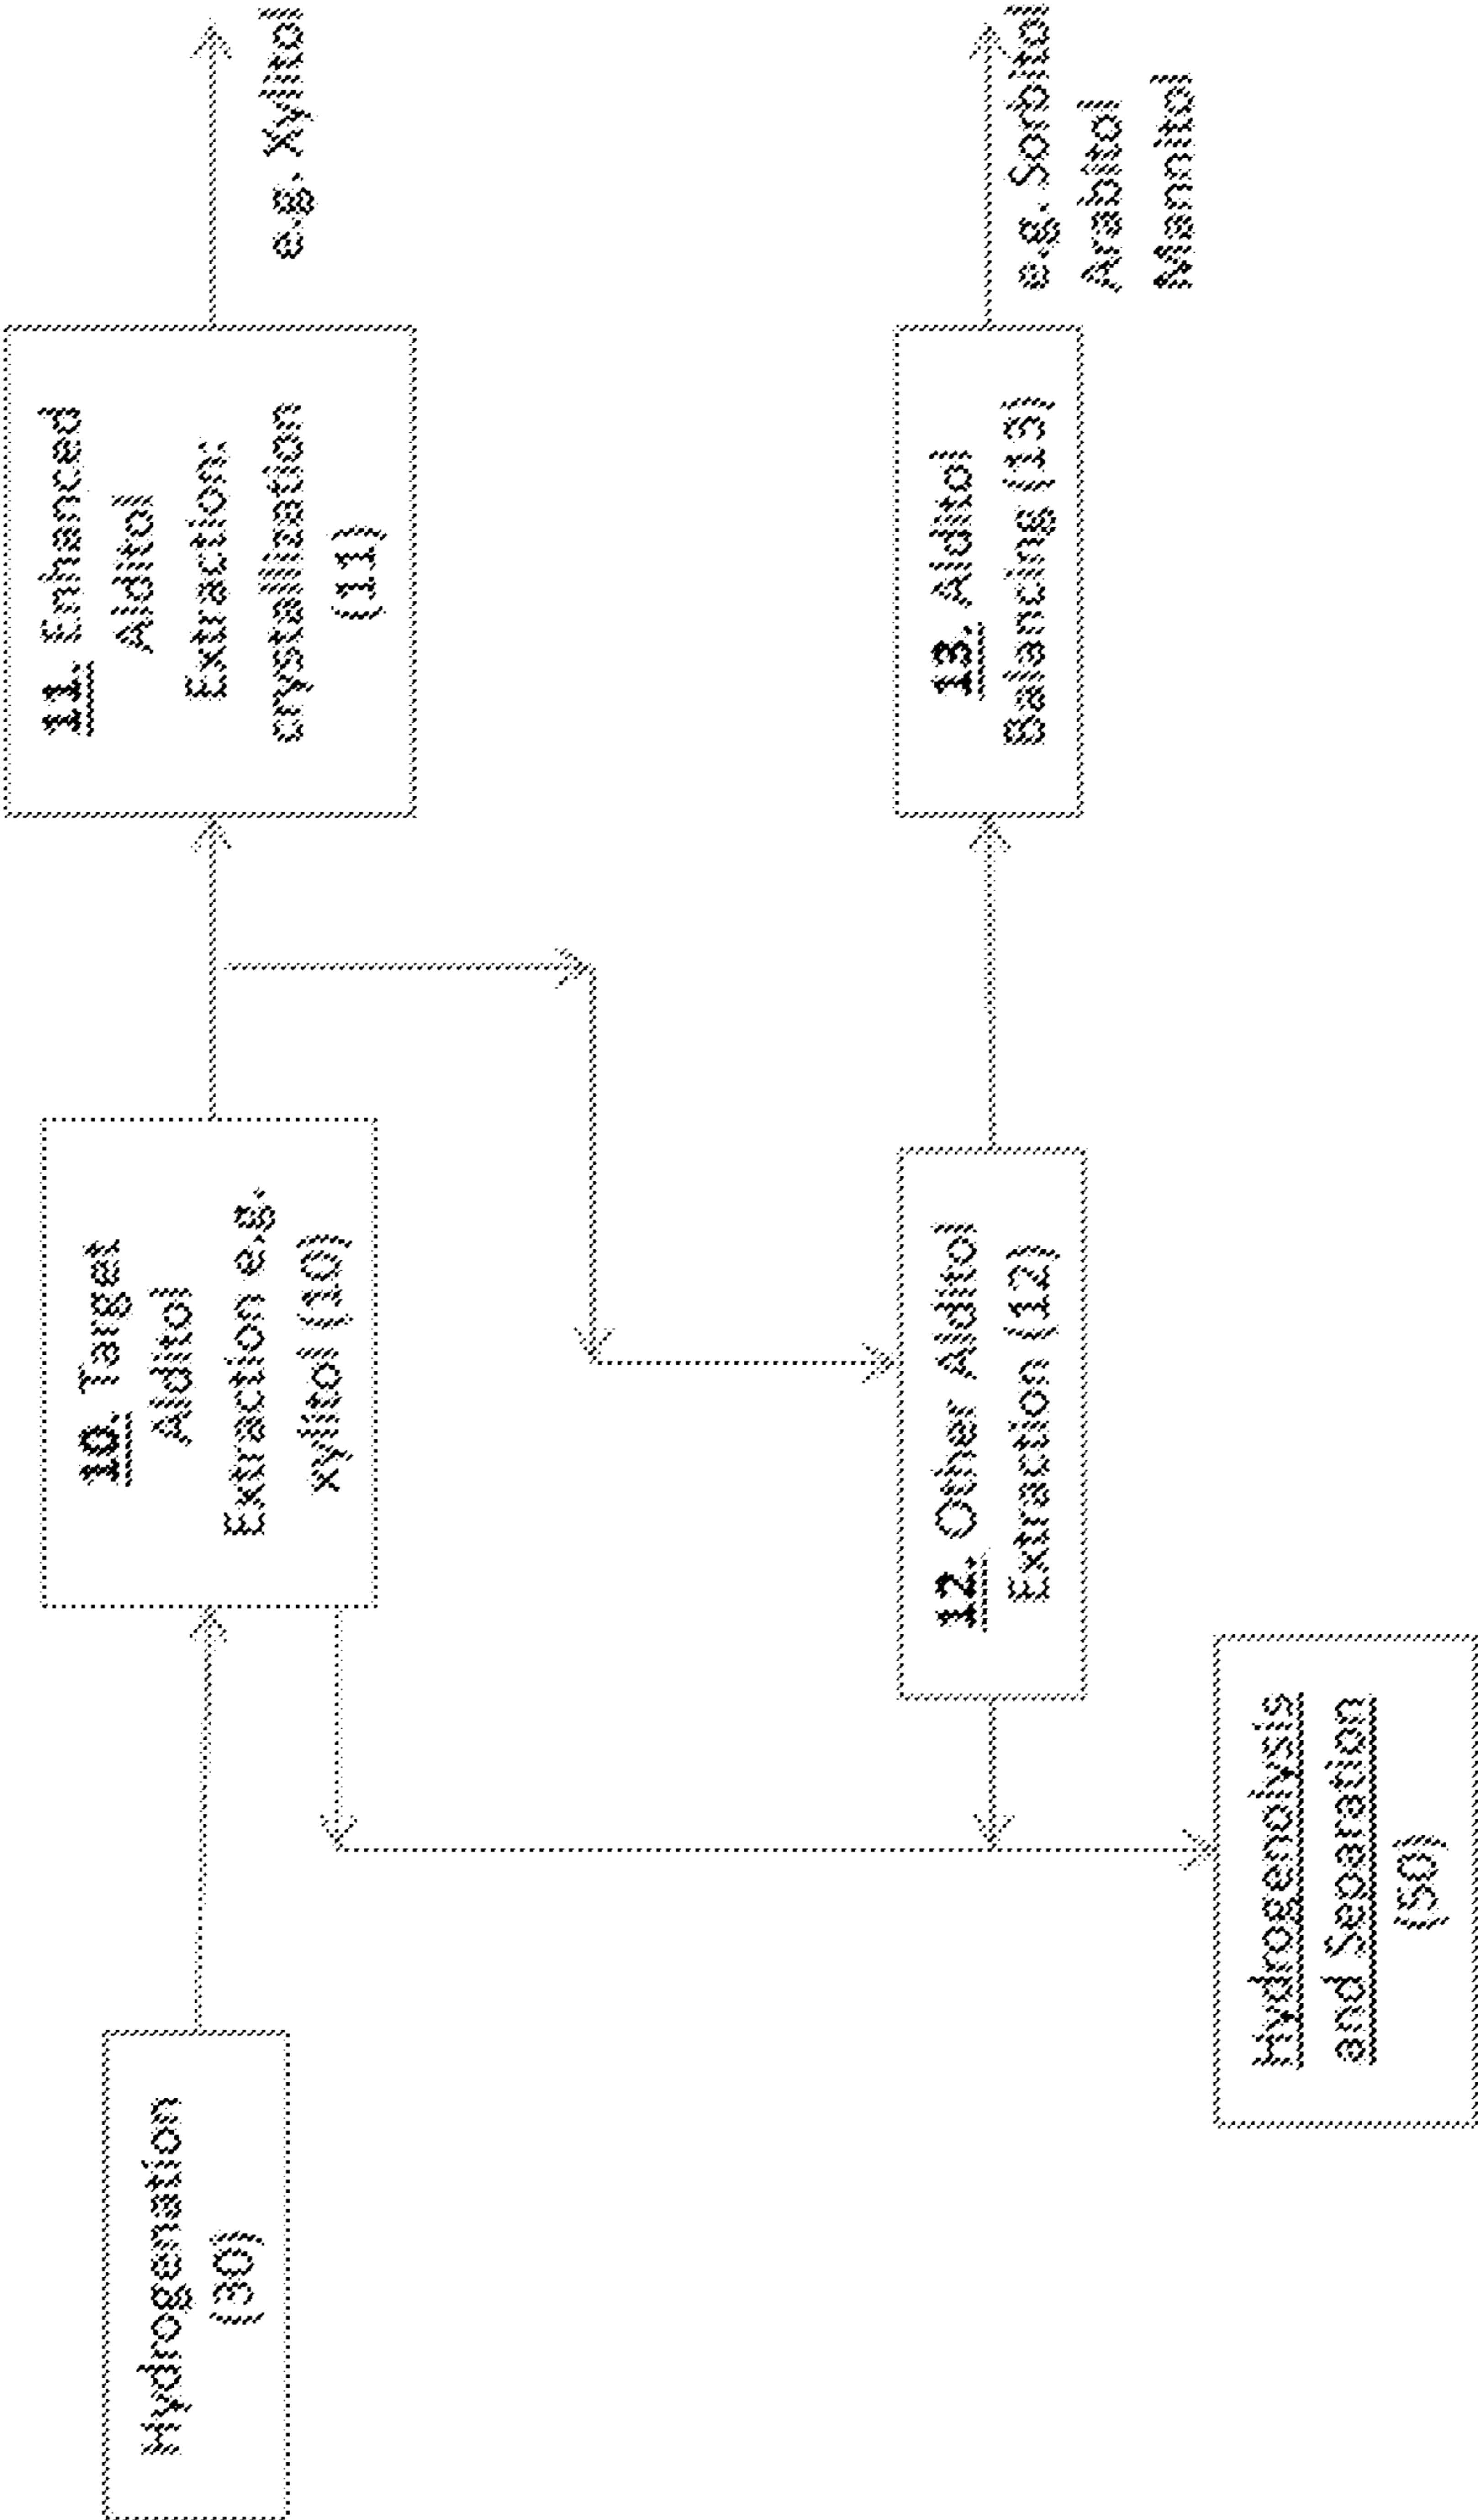 Hydrogenation
(30)
10. Target
Alditol
Extraction e.g.
xylitol (10)
11. Enhanced
Alditol
Extraction.
crystallization
(11)
e.g. Xylitol
12. Other Alditol
Extraction (12)
13. Alditol
Balancing (13)
e.g. Sorbitol
Arabitol
Mannitol
Hydrogenolysis
and Separation
(50)